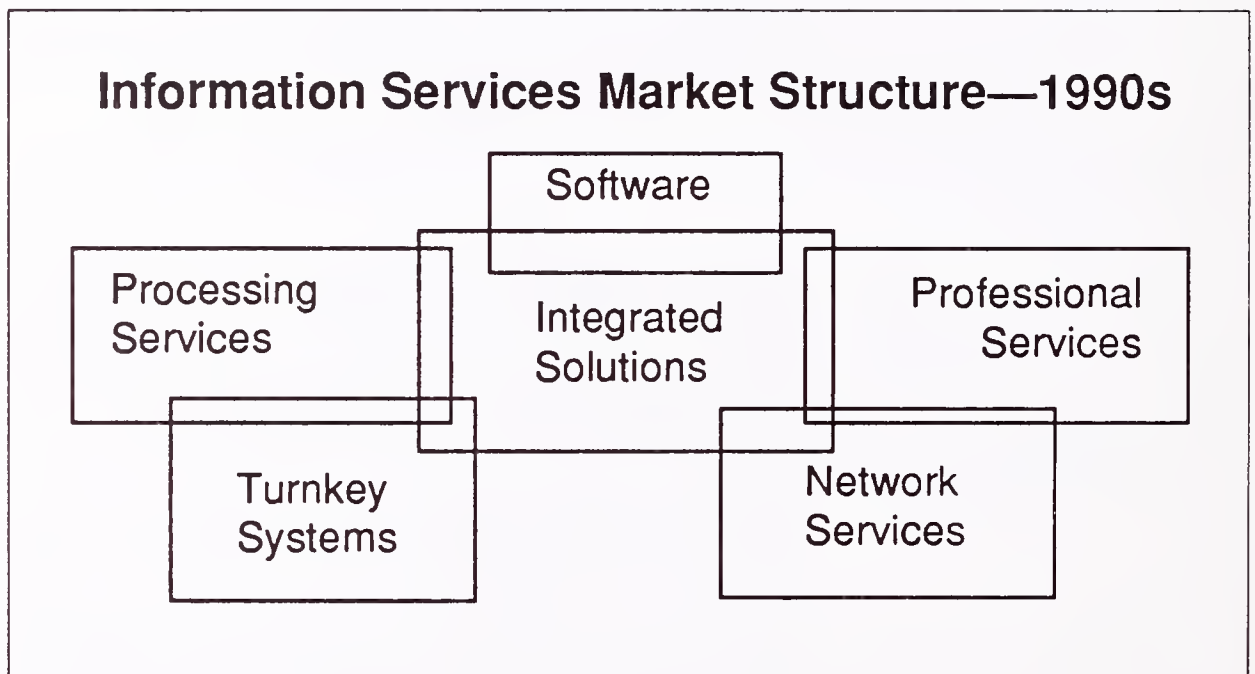 Information Services Market Structure—1990s
Software
Processing
Services
Integrated
Solutions
Professional
Services
Turnkey
Systems
Network
Services